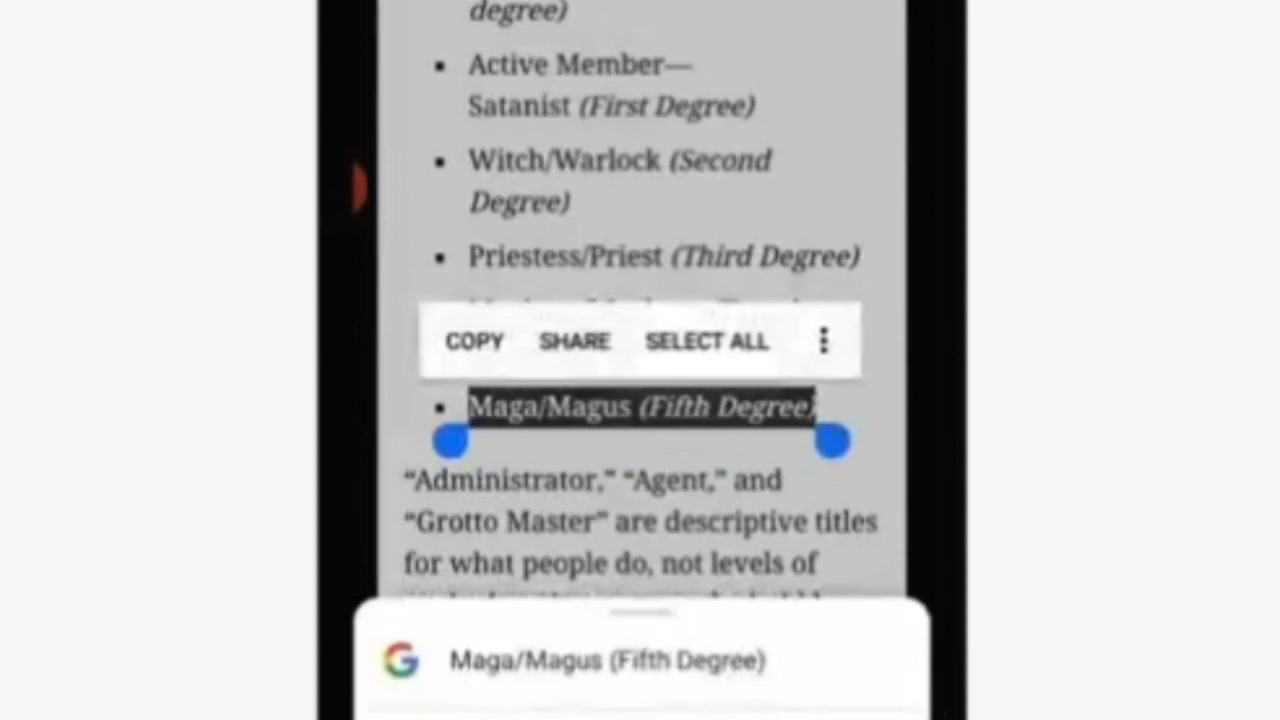 degree)
▪ Active Member—
Satanist (First Degree)
▪ Witch/Warlock (Second
Degree)
▪ Priestess/Priest (Third Degree)
COPY SHARE SELECT ALL
▪ Maga/Magus (Fifth Degree)
“Administrator,” “Agent,” and
“Grotto Master” are descriptive titles
for what people do, not levels of
Maga/Magus (Fifth Degree)